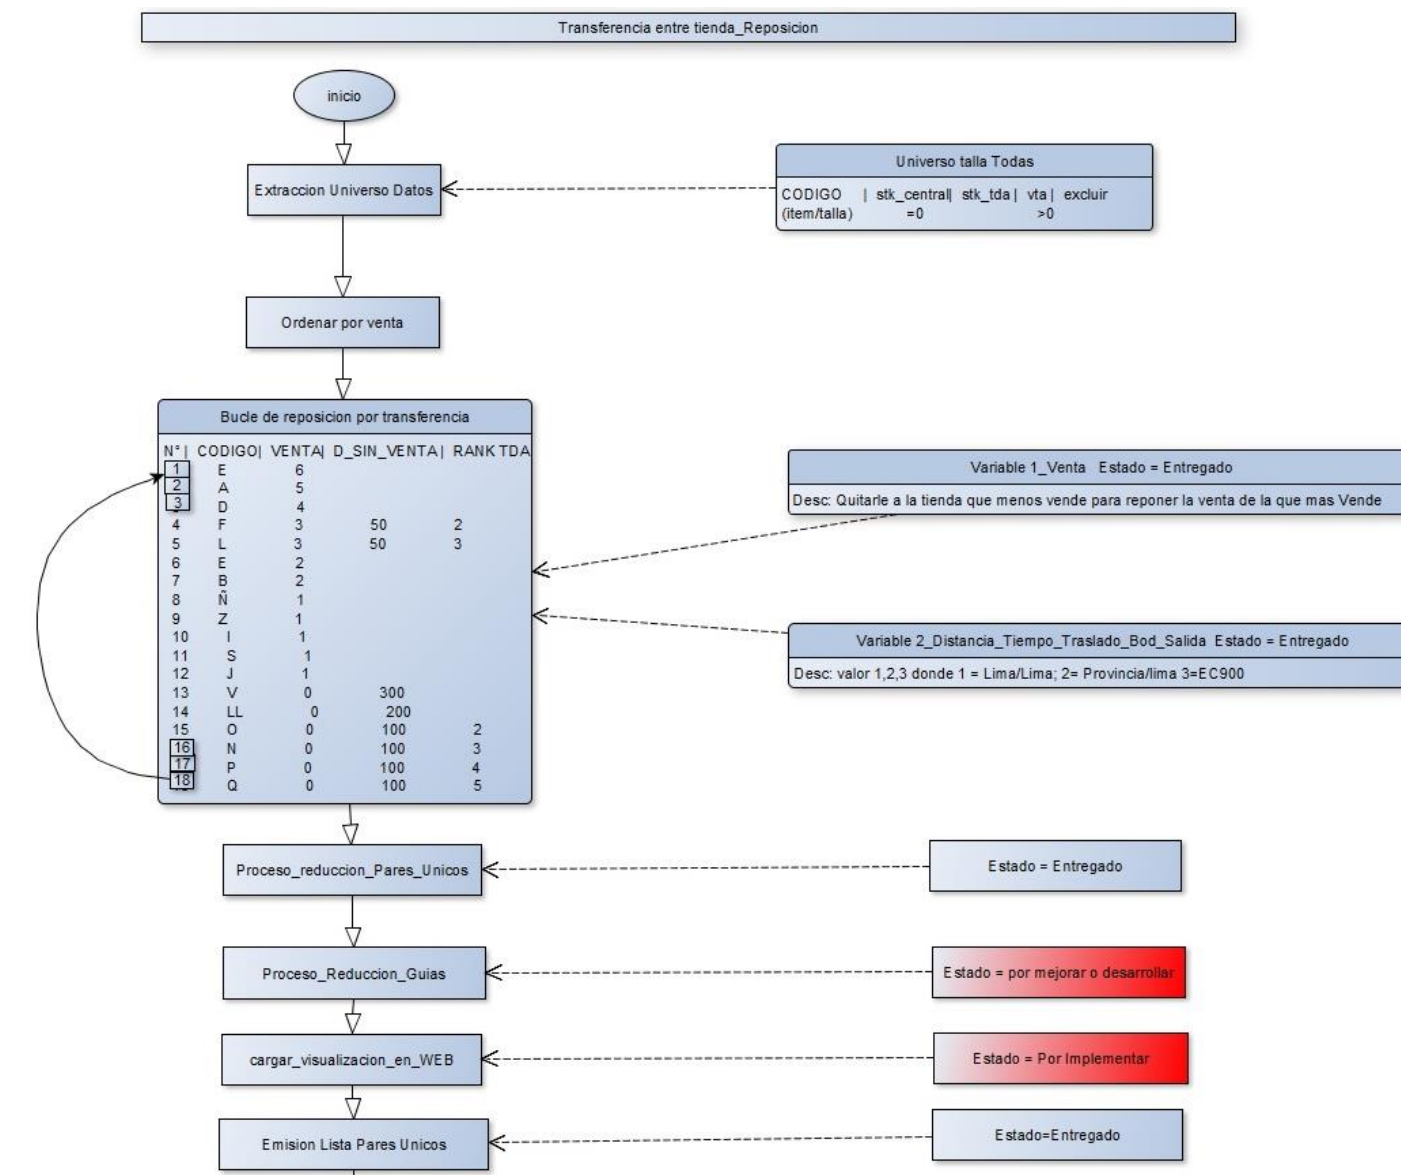 Transferencia entre tienda_Reposicion
inicio
Extraccion Universo Datos
Universo talla Todas
CODIGO | stk_central| stk_tda | vta | excluir
(item/talla) =0 >0
Ordenar por venta
Bucle de reposicion por transferencia
N° | CODIGO| VENTA| D_SIN_VENTA | RANK TDA
1 E 6
2 A 5
3 D 4
4 F 3 50 2
5 L 3 50 3
6 E 2
7 B 2
8 Ñ 1
9 Z 1
10 I 1
11 S 1
12 J 1
13 V 0 300
14 LL 0 200
15 O 0 100 2
16 N 0 100 3
17 P 0 100 4
18 Q 0 100 5
Variable 1_Venta Estado = Entregado
Desc: Quitarle a la tienda que menos vende para reponer la venta de la que mas Vende
Variable 2_Distancia_Tiempo_Traslado_Bod_Salida Estado = Entregado
Desc: valor 1,2,3 donde 1 = Lima/Lima; 2= Provincia/lima 3=EC900
Proceso_reduccion_Pares_Unicos
Estado = Entregado
Proceso_Reduccion_Guias
Estado = por mejorar o desarrollar
cargar_visualizacion_en_WEB
Estado = Por Implementar
Emision Lista Pares Unicos
Estado=Entregado